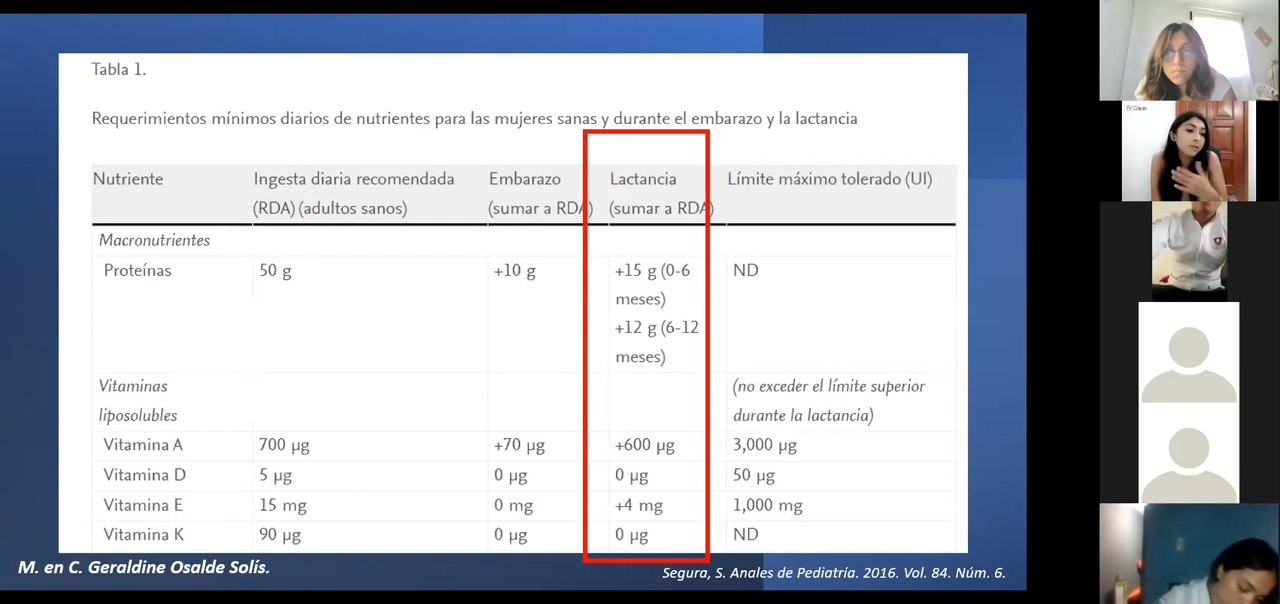 Tabla 1.
Requerimientos mínimos diarios de nutrientes para las mujeres sanas y durante el embarazo y la lactancia
Nutriente Ingesta diaria recomendada (RDA) (adultos sanos) Embarazo (sumar a RDA) Lactancia (sumar a RDA) Límite máximo tolerado (UI)
Macronutrientes
Proteínas 50 g +10 g +15 g (0-6 meses) +12 g (6-12 meses) ND
Vitaminas liposolubles (no exceder el límite superior durante la lactancia)
Vitamina A 700 µg +70 µg +600 µg 3,000 µg
Vitamina D 5 µg 0 µg 0 µg 50 µg
Vitamina E 15 mg 0 mg +4 mg 1,000 mg
Vitamina K 90 µg 0 µg 0 µg ND
M. en C. Geraldine Osalde Solís.
Segura, S. Anales de Pediatría. 2016. Vol. 84. Núm. 6.